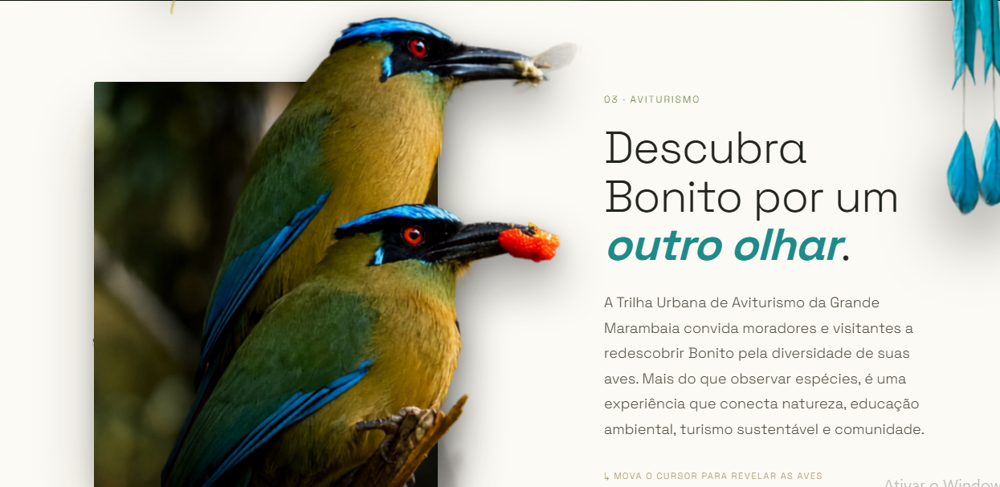 03 · AVITURISMO
Descubra
Bonito por um
outro olhar.
A Trilha Urbana de Aviturismo da Grande
Marambaia convida moradores e visitantes a
redescobrir Bonito pela diversidade de suas
aves. Mais do que observar espécies, é uma
experiência que conecta natureza, educação
ambiental, turismo sustentável e comunidade.
↳ MOVA O CURSOR PARA REVELAR AS AVES
Ativar o Window